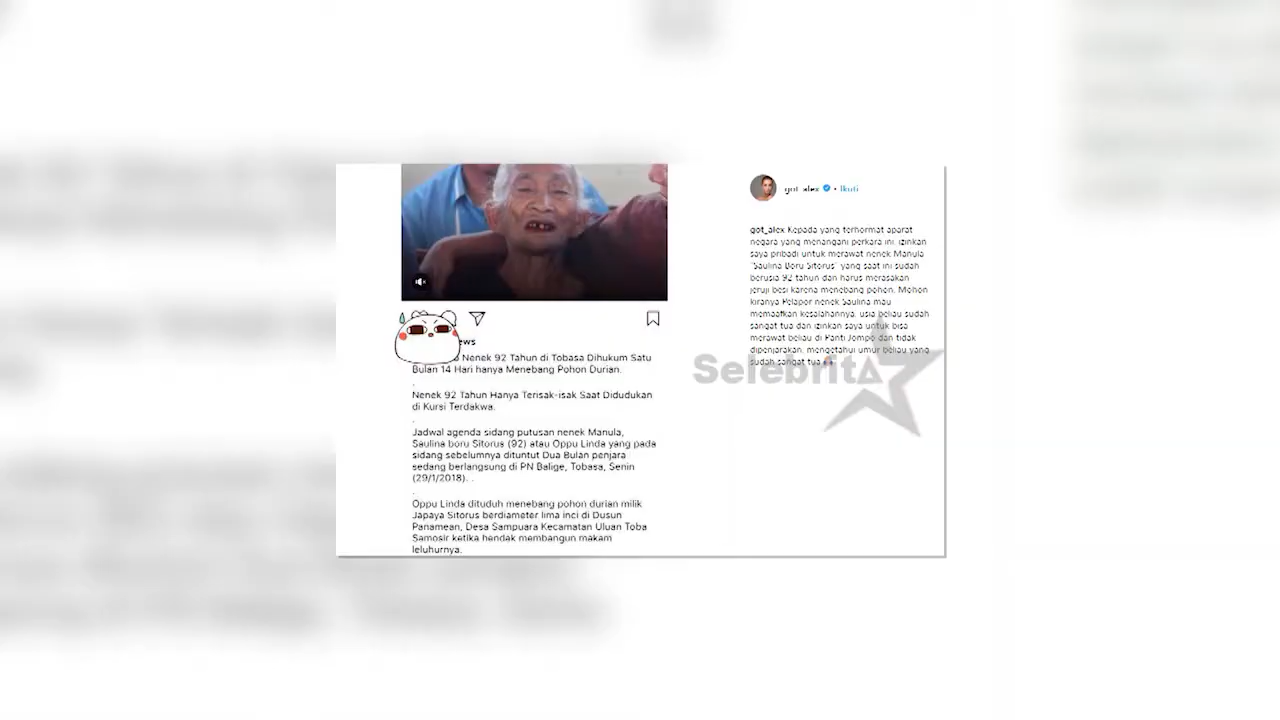 ews
Nenek 92 Tahun di Tobasa Dihukum Satu
Bulan 14 Hari hanya Menebang Pohon Durian.
.
Nenek 92 Tahun Hanya Terisak-isak Saat Didudukan
di Kursi Terdakwa.
.
Jadwal agenda sidang putusan nenek Manula,
Saulina boru Sitorus (92) atau Oppu Linda yang pada
sidang sebelumnya dituntut Dua Bulan penjara
sedang berlangsung di PN Balige, Tobasa, Senin
(29/1/2018). .
.
Oppu Linda dituduh menebang pohon durian milik
Japaya Sitorus berdiameter lima inci di Dusun
Panamean, Desa Sampuara Kecamatan Uluan Toba
Samosir ketika hendak membangun makam
leluhurnya.
got_alex • Ikuti
got_alex Kepada yang terhormat aparat
negara yang menangani perkara ini, izinkan
saya pribadi untuk merawat nenek Manula
"Saulina Boru Sitorus" yang saat ini sudah
berusia 92 tahun dan harus merasakan
jeruji besi karena menebang pohon. Mohon
kiranya Pelapor nenek Saulina mau
memaafkan kesalahannya, usia beliau sudah
sangat tua dan izinkan saya untuk bisa
merawat beliau di Panti Jompo dan tidak
dipenjarakan, mengetahui umur beliau yang
sudah sangat tua
Selebrita